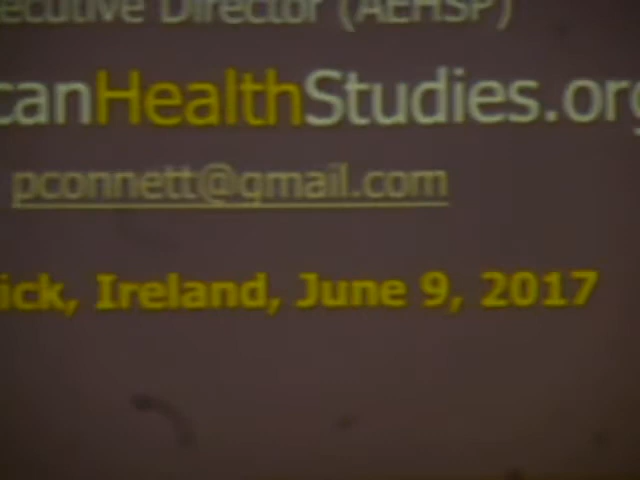 ecutive Director (AEHSP)
canHealthStudies.org
pconnett@gmail.com
ick, Ireland, June 9, 2017